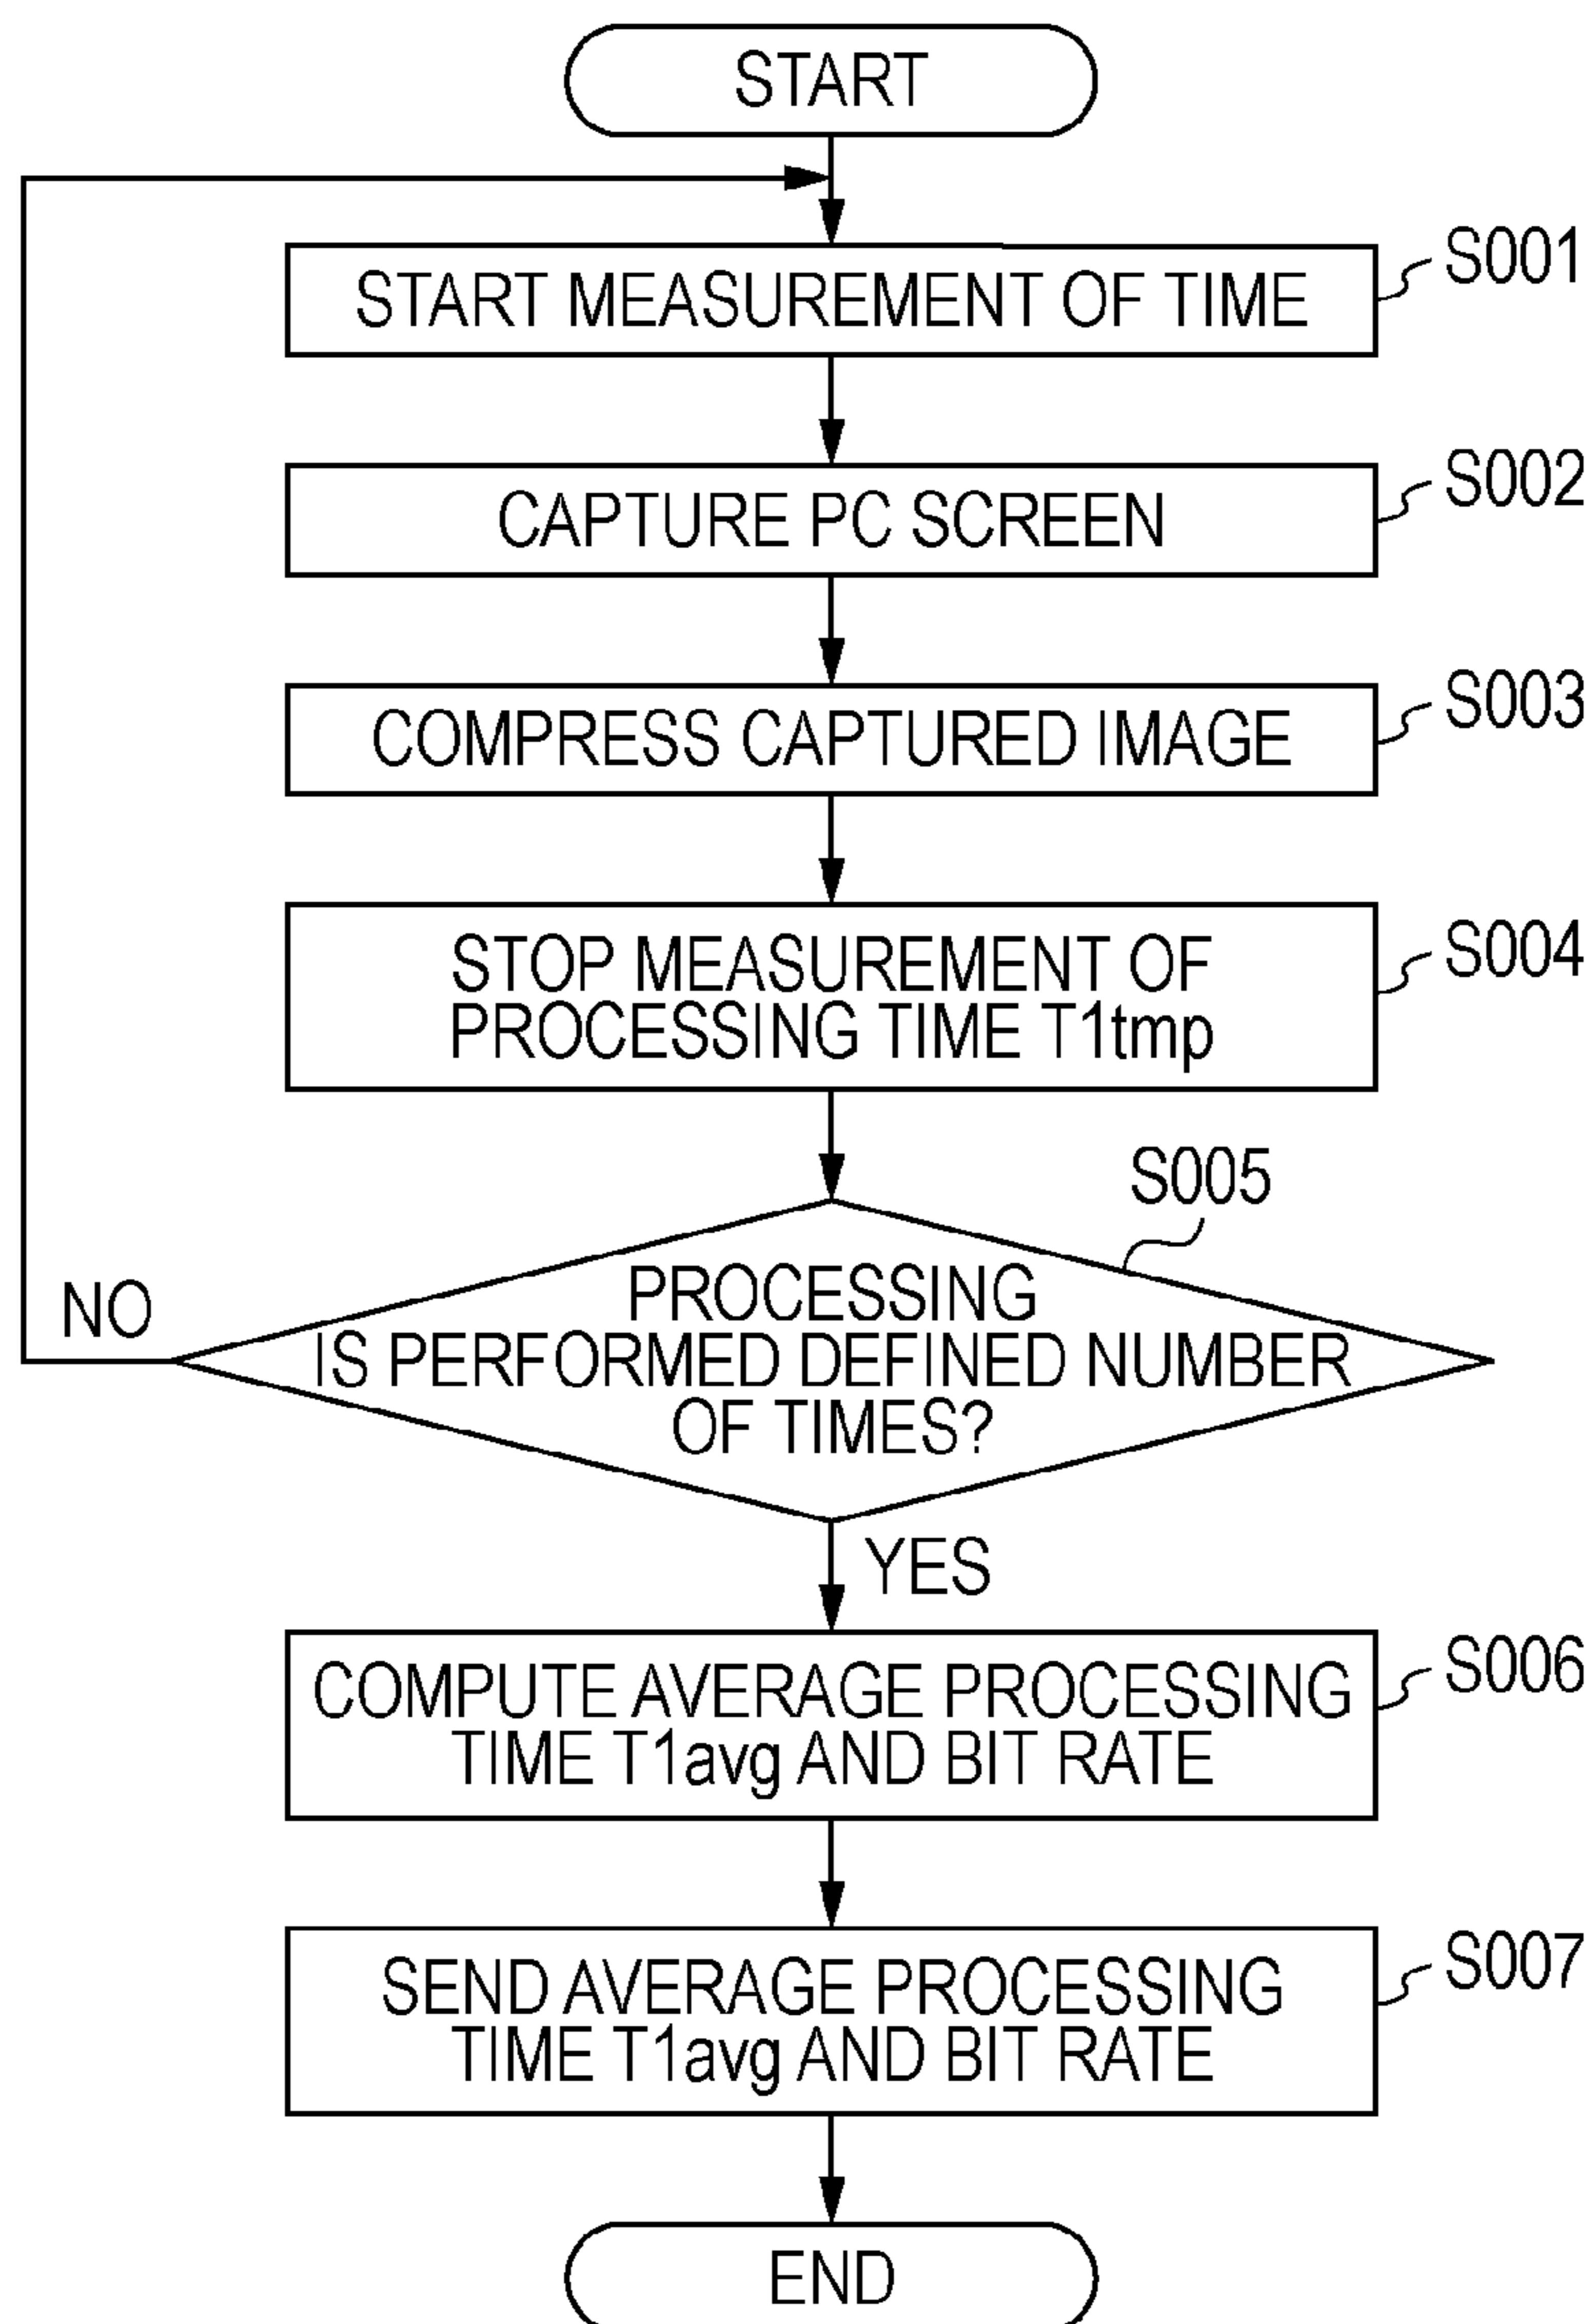 START
START MEASUREMENT OF TIME
S001
CAPTURE PC SCREEN
S002
COMPRESS CAPTURED IMAGE
S003
STOP MEASUREMENT OF
PROCESSING TIME T1tmp
S004
S005
PROCESSING
IS PERFORMED DEFINED NUMBER
OF TIMES?
NO
YES
COMPUTE AVERAGE PROCESSING
TIME T1avg AND BIT RATE
S006
SEND AVERAGE PROCESSING
TIME T1avg AND BIT RATE
S007
END